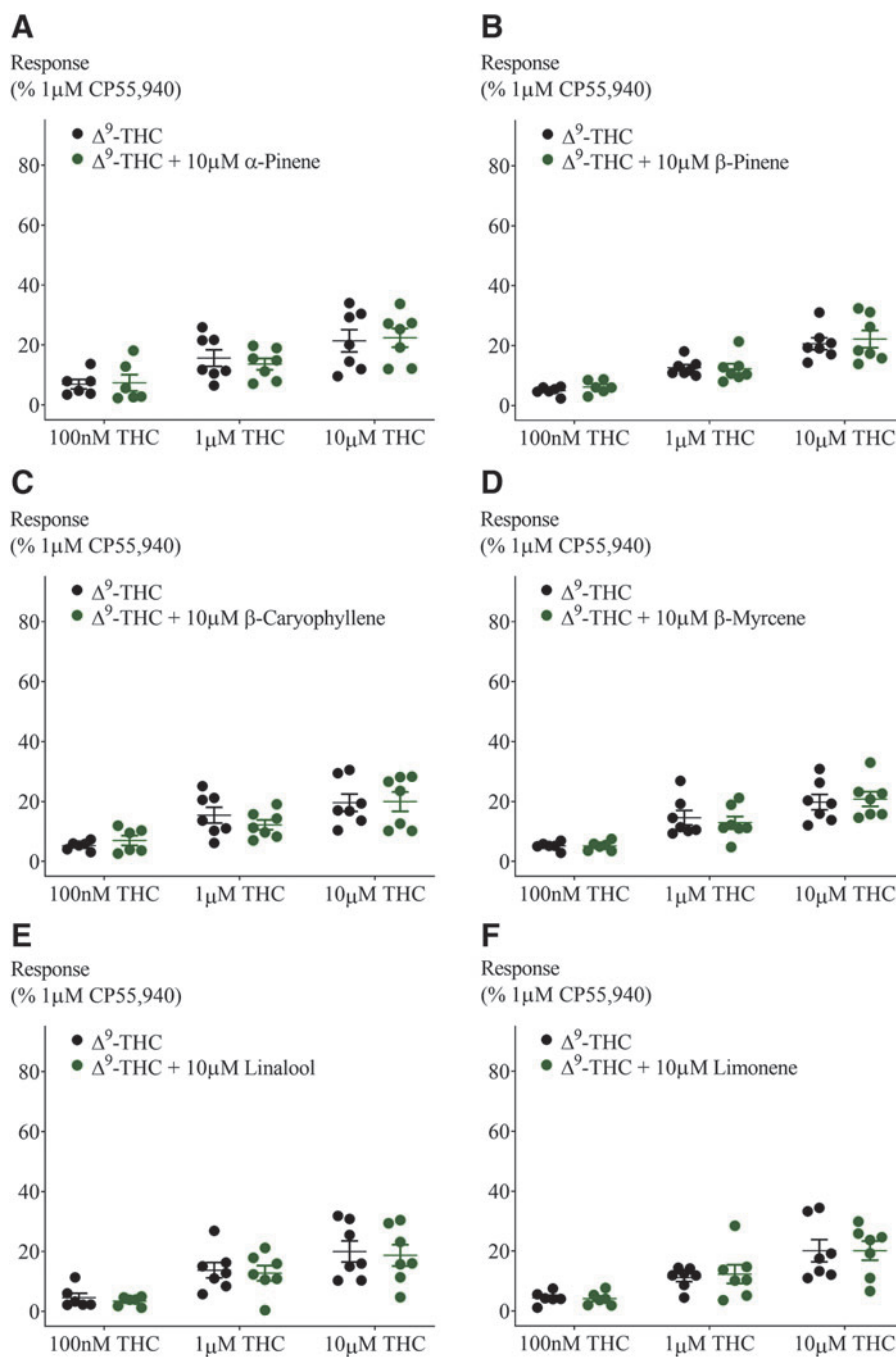 A
Response
(% 1μM CP55,940)
Δ⁹-THC
Δ⁹-THC + 10μM α-Pinene
80
60
40
20
0
100nM THC 1μM THC 10μM THC
B
Response
(% 1μM CP55,940)
Δ⁹-THC
Δ⁹-THC + 10μM β-Pinene
80
60
40
20
0
100nM THC 1μM THC 10μM THC
C
Response
(% 1μM CP55,940)
Δ⁹-THC
Δ⁹-THC + 10μM β-Caryophyllene
80
60
40
20
0
100nM THC 1μM THC 10μM THC
D
Response
(% 1μM CP55,940)
Δ⁹-THC
Δ⁹-THC + 10μM β-Myrcene
80
60
40
20
0
100nM THC 1μM THC 10μM THC
E
Response
(% 1μM CP55,940)
Δ⁹-THC
Δ⁹-THC + 10μM Linalool
80
60
40
20
0
100nM THC 1μM THC 10μM THC
F
Response
(% 1μM CP55,940)
Δ⁹-THC
Δ⁹-THC + 10μM Limonene
80
60
40
20
0
100nM THC 1μM THC 10μM THC